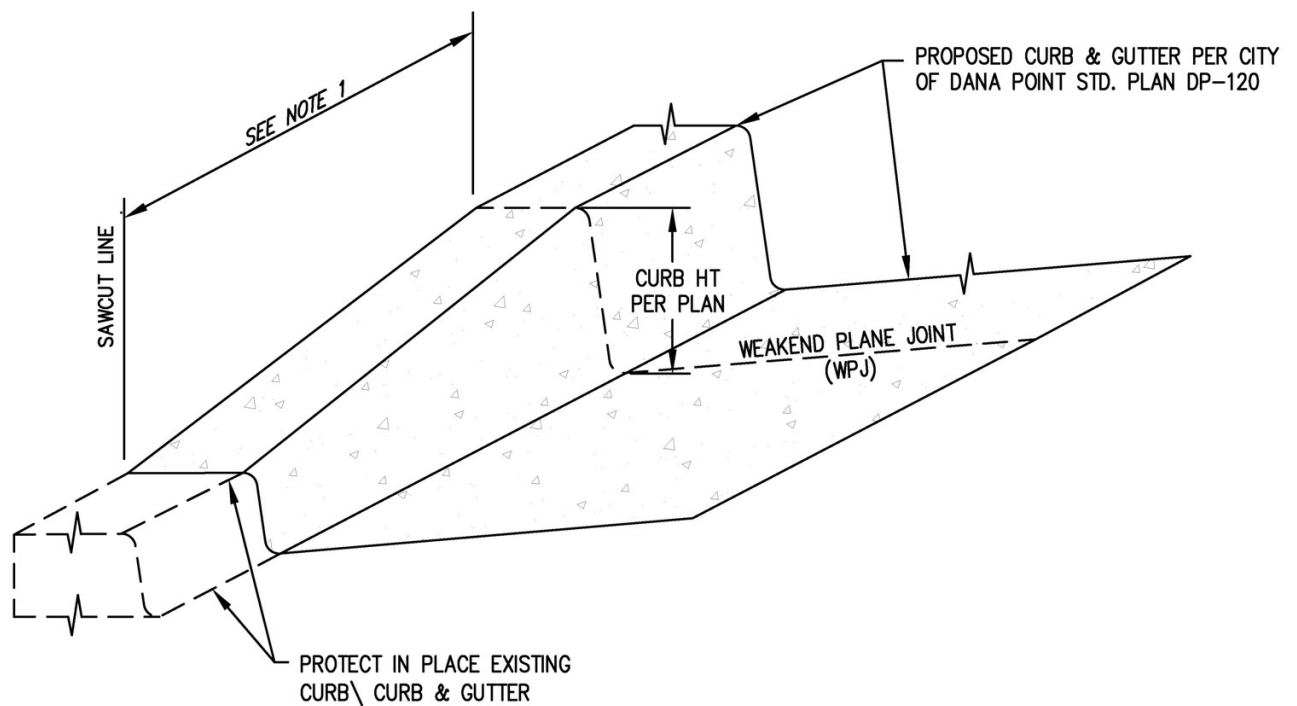 PROPOSED CURB & GUTTER PER CITY
OF DANA POINT STD. PLAN DP-120
SEE NOTE 1
SAWCUT LINE
CURB HT
PER PLAN
WEAKEND PLANE JOINT
(WPJ)
PROTECT IN PLACE EXISTING
CURB\ CURB & GUTTER